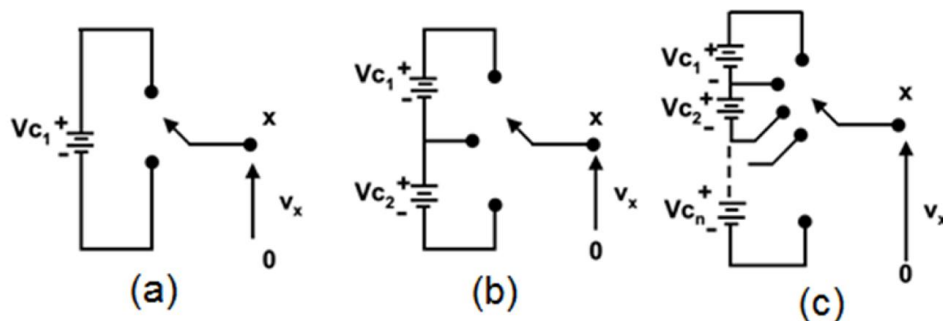 Vc1 + -
x
vx
0
(a)
Vc1 + -
Vc2 + -
x
vx
0
(b)
Vc1 + -
Vc2 + -
Vcn + -
x
vx
0
(c)